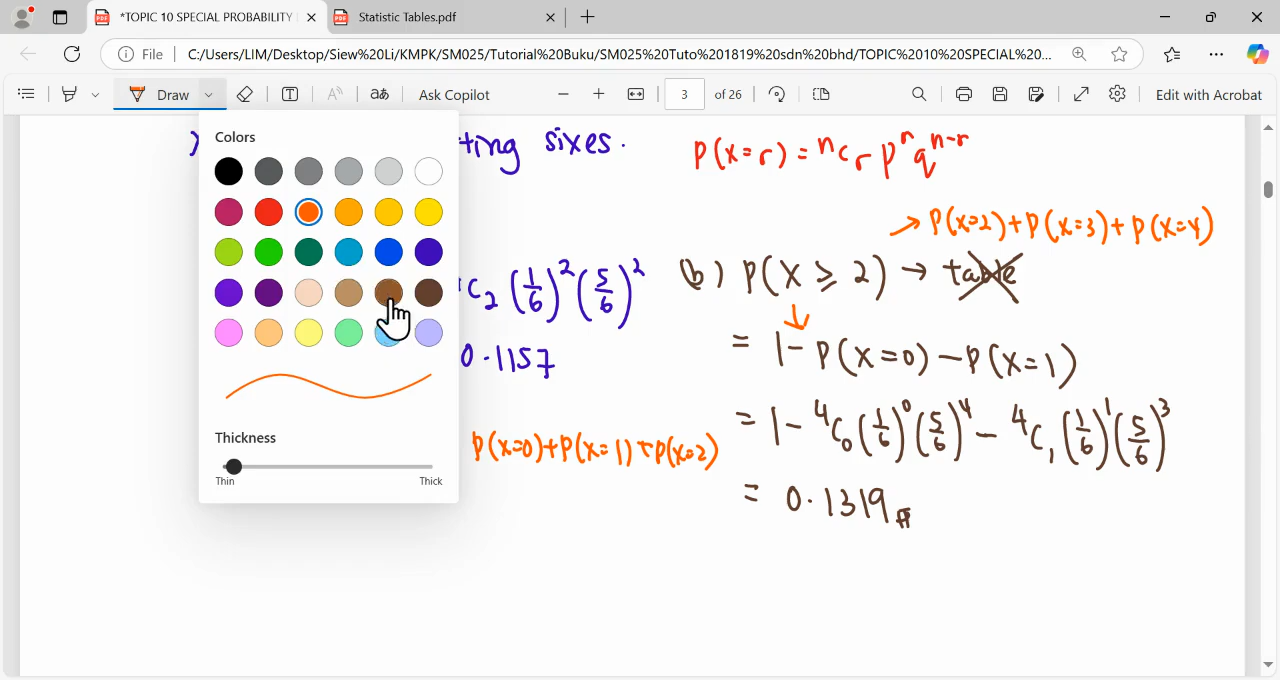 *TOPIC 10 SPECIAL PROBABILITY
Statistic Tables.pdf
File
C:/Users/LIM/Desktop/Siew%20Li/KMPK/SM025/Tutorial%20Buku/SM025%20Tuto%201819%20sdn%20bhd/TOPIC%2010%20SPECIAL%20...
Draw
Ask Copilot
3 of 26
Edit with Acrobat
Colors
Thickness
Thin
Thick
ting sixes.
P(X=r) = ⁿCᵣ pʳ qⁿ⁻ʳ
→ P(X=2)+P(X=3)+P(X=4)
C₂ (1/6)² (5/6)²
(b) P(X ≥ 2) → table
0.1157
= 1 - P(X=0) - P(X=1)
= 1 - ⁴C₀ (1/6)⁰ (5/6)⁴ - ⁴C₁ (1/6)¹ (5/6)³
P(X=0)+P(X=1)+P(X=2)
= 0.1319